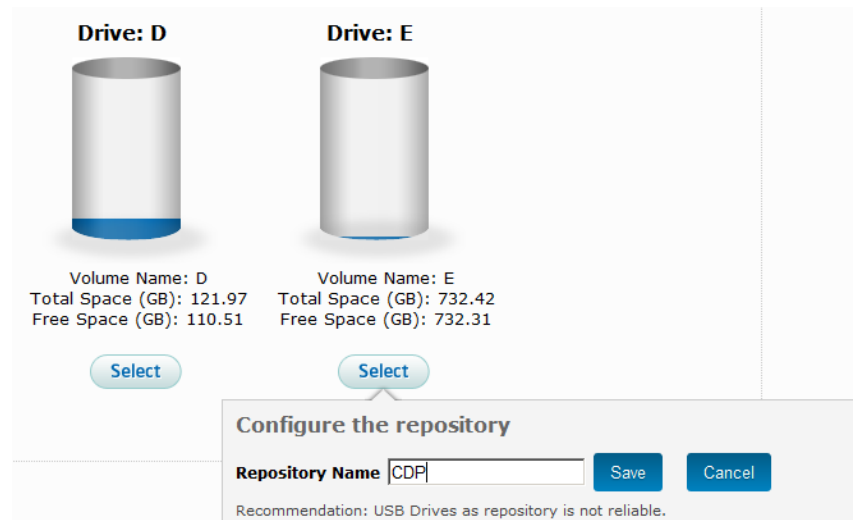 Drive: D
Volume Name: D
Total Space (GB): 121.97
Free Space (GB): 110.51
Select
Drive: E
Volume Name: E
Total Space (GB): 732.42
Free Space (GB): 732.31
Select
Configure the repository
Repository Name CDP Save Cancel
Recommendation: USB Drives as repository is not reliable.